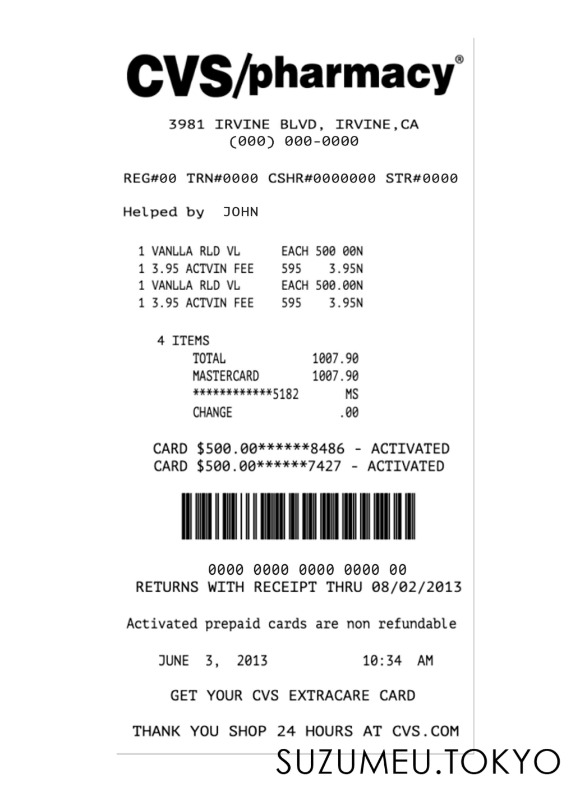 CVS/pharmacy®
3981 IRVINE BLVD, IRVINE,CA
(000) 000-0000
REG#00 TRN#0000 CSHR#0000000 STR#0000
Helped by JOHN
1 VANLLA RLD VL EACH 500 00N
1 3.95 ACTVIN FEE 595 3.95N
1 VANLLA RLD VL EACH 500.00N
1 3.95 ACTVIN FEE 595 3.95N
4 ITEMS
TOTAL 1007.90
MASTERCARD 1007.90
************5182 MS
CHANGE .00
CARD $500.00******8486 - ACTIVATED
CARD $500.00******7427 - ACTIVATED
0000 0000 0000 0000 00
RETURNS WITH RECEIPT THRU 08/02/2013
Activated prepaid cards are non refundable
JUNE 3, 2013 10:34 AM
GET YOUR CVS EXTRACARE CARD
THANK YOU SHOP 24 HOURS AT CVS.COM
SUZUMEU.TOKYO